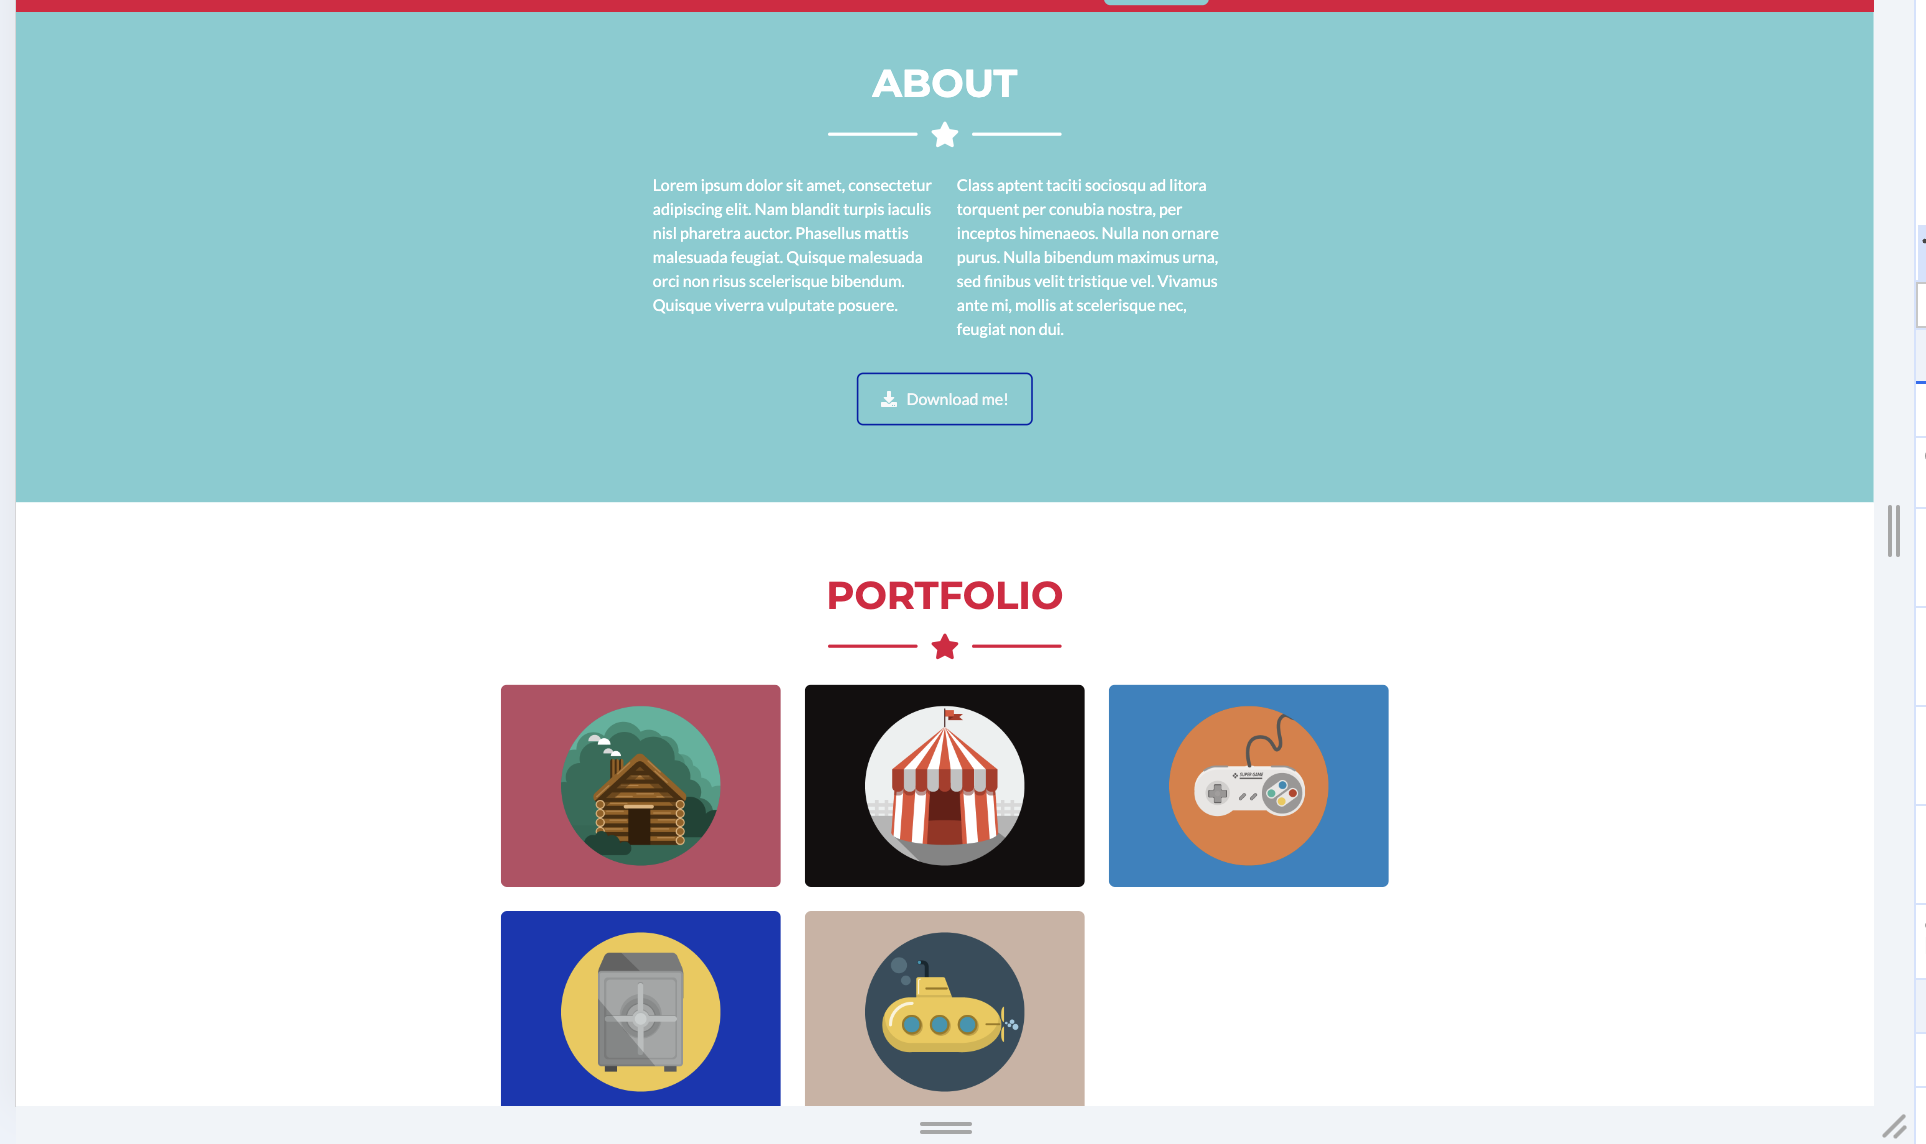 ABOUT
Lorem ipsum dolor sit amet, consectetur
adipiscing elit. Nam blandit turpis iaculis
nisl pharetra auctor. Phasellus mattis
malesuada feugiat. Quisque malesuada
orci non risus scelerisque bibendum.
Quisque viverra vulputate posuere.
Class aptent taciti sociosqu ad litora
torquent per conubia nostra, per
inceptos himenaeos. Nulla non ornare
purus. Nulla bibendum maximus urna,
sed finibus velit tristique vel. Vivamus
ante mi, mollis at scelerisque nec,
feugiat non dui.
Download me!
PORTFOLIO
SUPER GAME